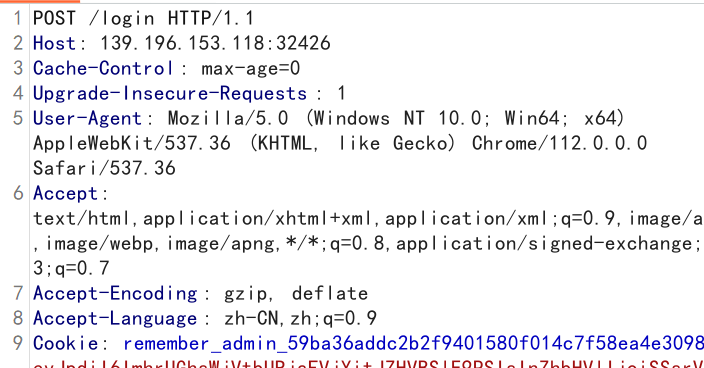 1 POST /login HTTP/1.1
2 Host: 139.196.153.118:32426
3 Cache-Control: max-age=0
4 Upgrade-Insecure-Requests: 1
5 User-Agent: Mozilla/5.0 (Windows NT 10.0; Win64; x64)
AppleWebKit/537.36 (KHTML, like Gecko) Chrome/112.0.0.0
Safari/537.36
6 Accept:
text/html,application/xhtml+xml,application/xml;q=0.9,image/a
,image/webp,image/apng,*/*;q=0.8,application/signed-exchange;
3;q=0.7
7 Accept-Encoding: gzip, deflate
8 Accept-Language: zh-CN,zh;q=0.9
9 Cookie: remember_admin_59ba36addc2b2f9401580f014c7f58ea4e3098